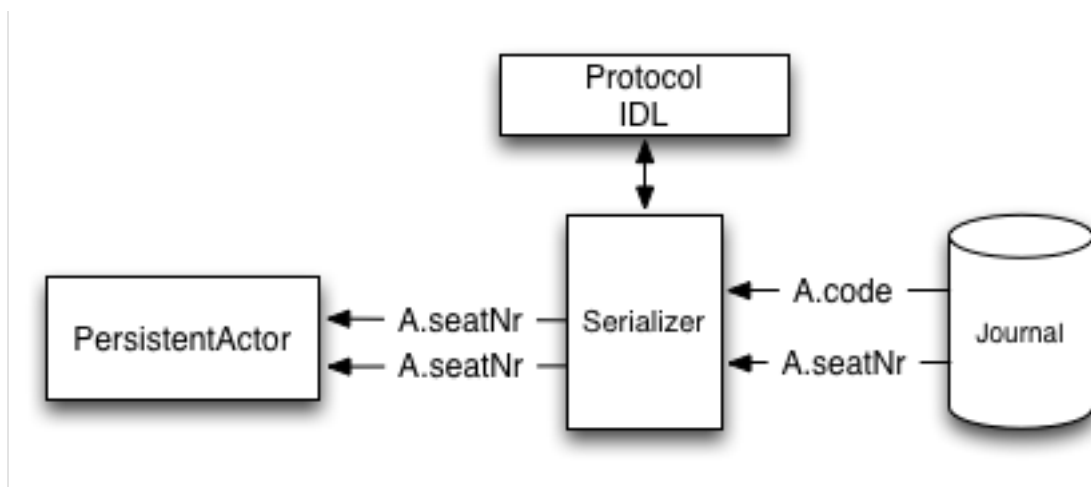 Protocol
IDL
A.code
A.seatNr
Serializer
Journal
PersistentActor
A.seatNr
A.seatNr